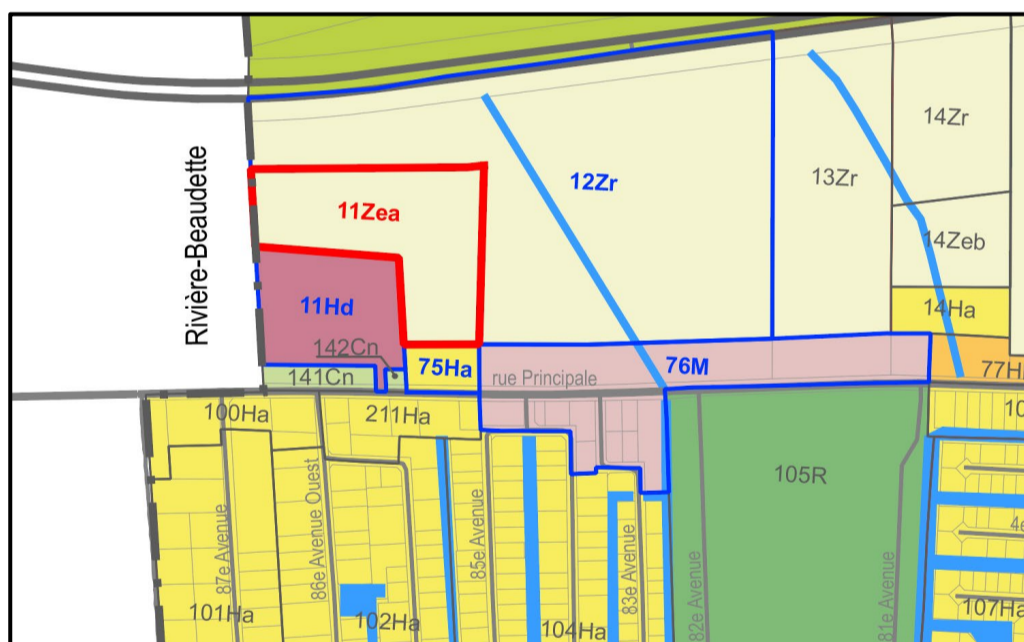 14Zr
12Zr
13Zr
Rivière-Beaudette
11Zea
14Zeb
11Hd
14Ha
142Cn
141Cn
75Ha
rue Principale
76M
100Ha
211Ha
105R
87e Avenue
86e Avenue Ouest
85e Avenue
83e Avenue
82e Avenue
81e Avenue
101Ha
102Ha
104Ha
107Ha